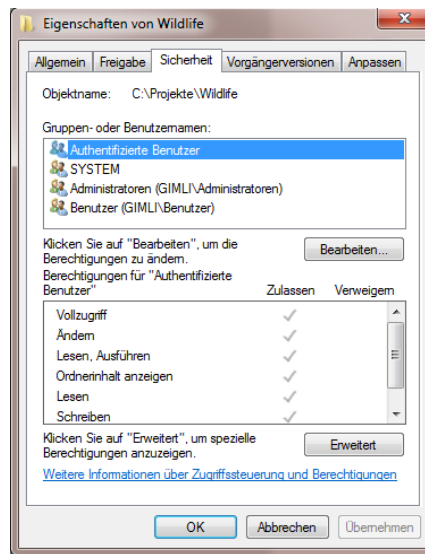 Eigenschaften von Wildlife
Allgemein Freigabe Sicherheit Vorgängerversionen Anpassen
Objektname: C:\Projekte\Wildlife
Gruppen- oder Benutzernamen:
Authentifizierte Benutzer
SYSTEM
Administratoren (GIMLI\Administratoren)
Benutzer (GIMLI\Benutzer)
Klicken Sie auf "Bearbeiten", um die
Berechtigungen zu ändern.
Bearbeiten...
Berechtigungen für "Authentifizierte
Benutzer" Zulassen Verweigern
Vollzugriff
Ändern
Lesen, Ausführen
Ordnerinhalt anzeigen
Lesen
Schreiben
Klicken Sie auf "Erweitert", um spezielle
Berechtigungen anzuzeigen.
Erweitert
Weitere Informationen über Zugriffssteuerung und Berechtigungen
OK Abbrechen Übernehmen